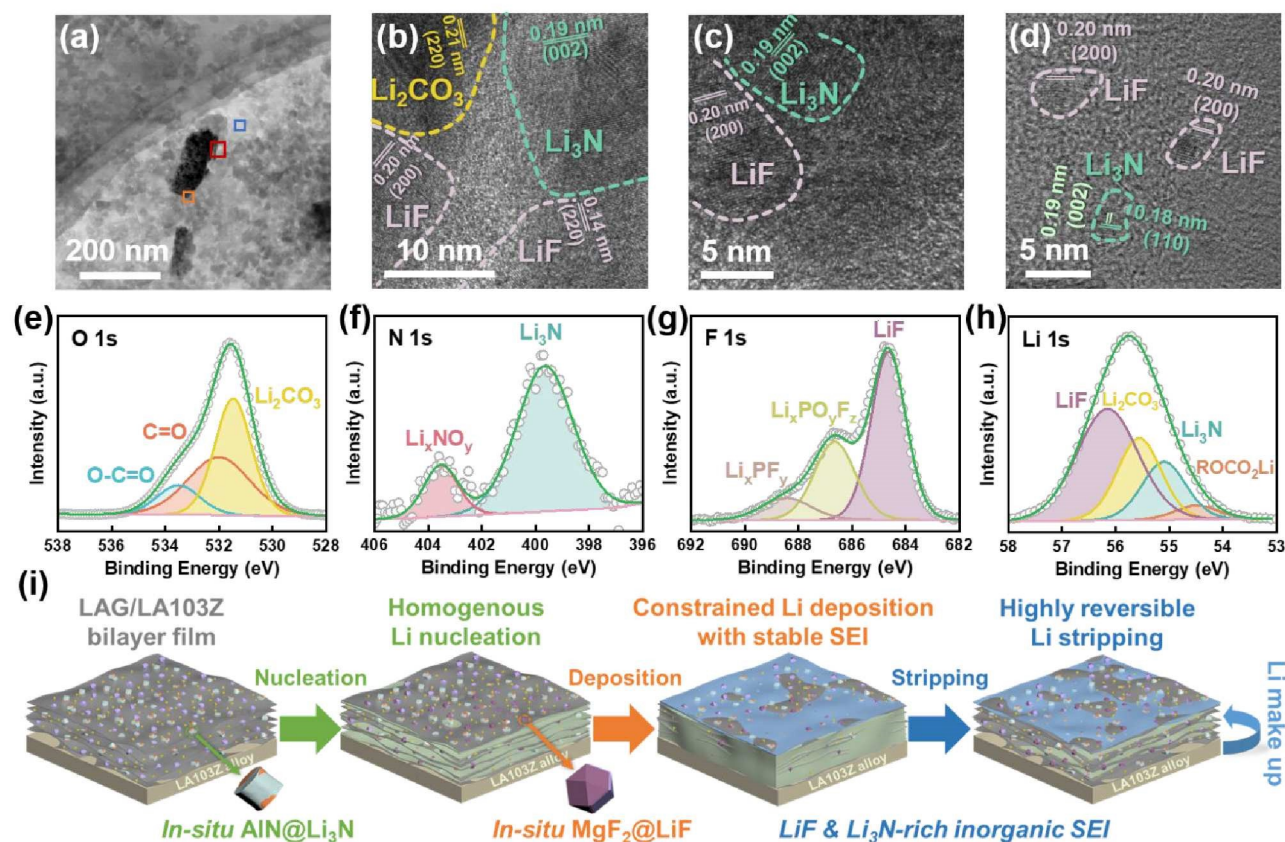 (a)
200 nm
(b)
0.21 nm
(220)
Li₂CO₃
0.19 nm
(002)
Li₃N
0.20 nm
(200)
LiF
0.14 nm
(220)
LiF
10 nm
(c)
0.19 nm
(002)
Li₃N
0.20 nm
(200)
LiF
5 nm
(d)
0.20 nm
(200)
LiF
0.20 nm
(200)
LiF
Li₃N
0.19 nm
(002)
0.18 nm
(110)
5 nm
(e)
O 1s
Li₂CO₃
C=O
O-C=O
Intensity (a.u.)
538 536 534 532 530 528
Binding Energy (eV)
(f)
N 1s
Li₃N
LiₓNOᵧ
Intensity (a.u.)
406 404 402 400 398 396
Binding Energy (eV)
(g)
F 1s
LiF
LiₓPOᵧF_z
LiₓPFᵧ
Intensity (a.u.)
692 690 688 686 684 682
Binding Energy (eV)
(h)
Li 1s
LiF
Li₂CO₃
Li₃N
ROCO₂Li
Intensity (a.u.)
58 57 56 55 54 53
Binding Energy (eV)
(i)
LAG/LA103Z
bilayer film
Homogenous
Li nucleation
Constrained Li deposition
with stable SEI
Highly reversible
Li stripping
Nucleation
Deposition
Stripping
Li make up
LA103Z alloy
LA103Z alloy
LA103Z alloy
LA103Z alloy
In-situ AlN@Li₃N
In-situ MgF₂@LiF
LiF & Li₃N-rich inorganic SEI